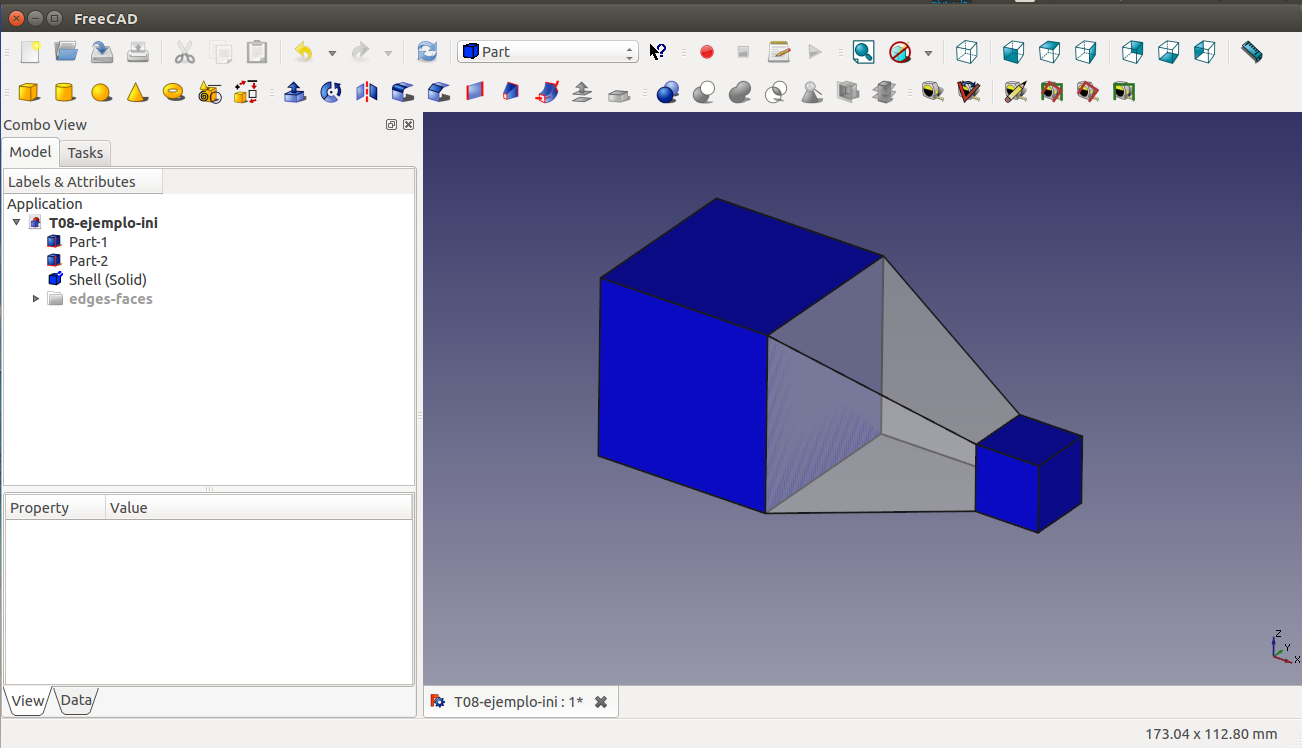 FreeCAD
Part
Combo View
Model Tasks
Labels & Attributes
Application
T08-ejemplo-ini
Part-1
Part-2
Shell (Solid)
edges-faces
Property Value
View Data
Z
Y
X
T08-ejemplo-ini : 1*
173.04 x 112.80 mm